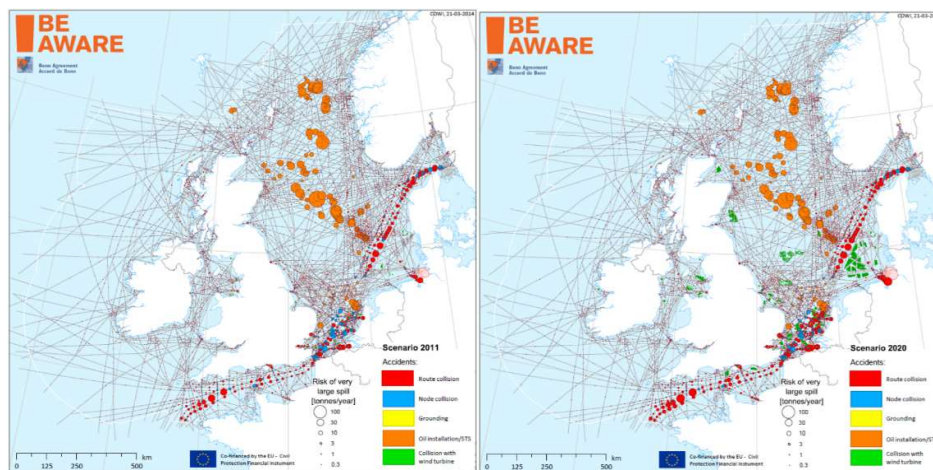 COWI, 21-03-2014
BE
AWARE
Bonn Agreement
Accord de Bonn
Scenario 2011
Accidents:
Route collision
Node collision
Grounding
Oil installation/STS
Collision with
wind turbine
Risk of very
large spill
[tonnes/year]
100
30
10
3
1
0.3
0 125 250 500
km
Co-financed by the EU - Civil
Protection Financial Instrument
COWI, 21-03-2
BE
AWARE
Bonn Agreement
Accord de Bonn
Scenario 2020
Accidents:
Route collision
Node collision
Grounding
Oil installation/STS
Collision with
wind turbine
Risk of very
large spill
[tonnes/year]
100
30
10
3
1
0.3
0 125 250 500
km
Co-financed by the EU - Civil
Protection Financial Instrument